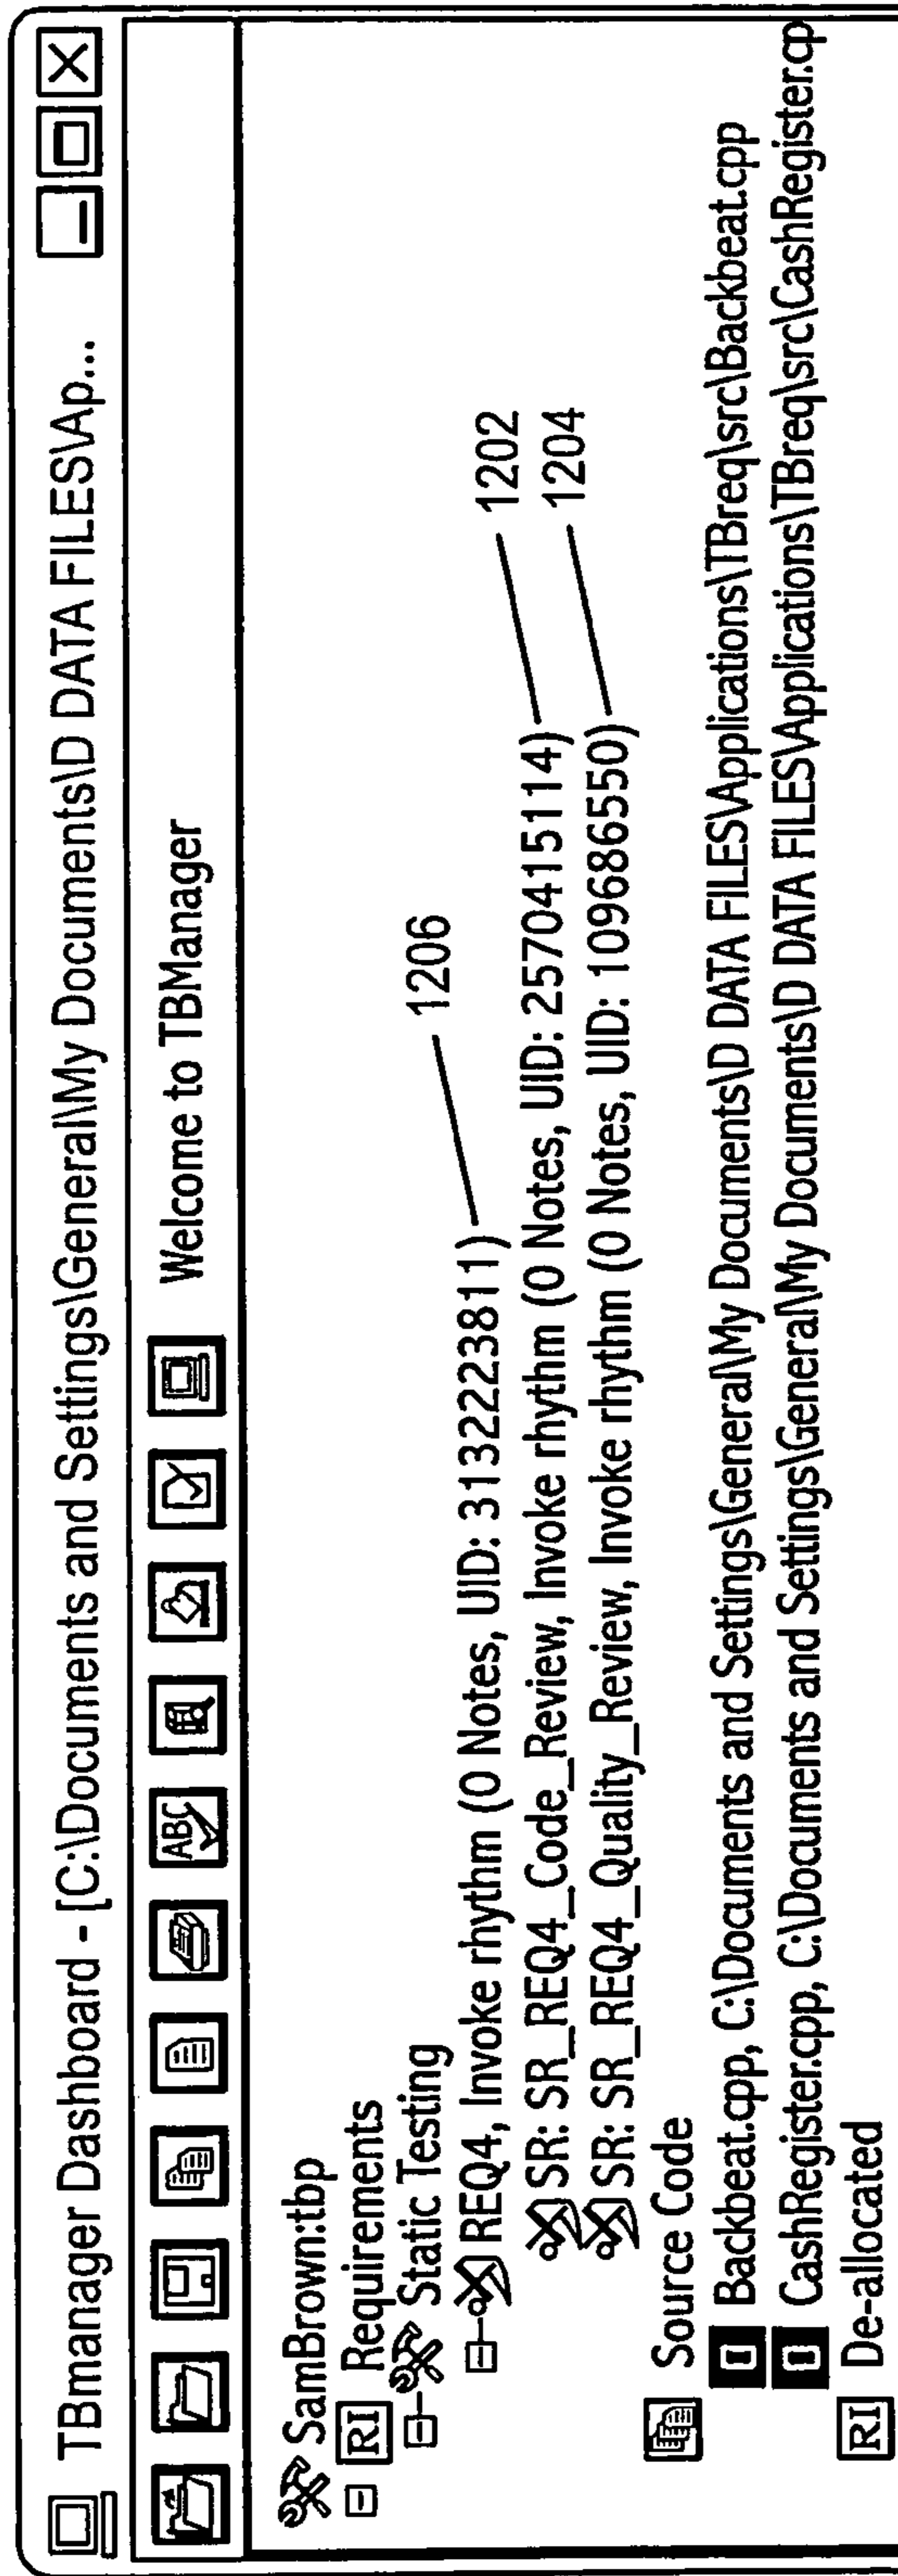 TBmanager Dashboard - [C:\Documents and Settings\General\My Documents\D DATA FILES\Ap...
ABC
Welcome to TBManager
SamBrown:tbp
RI Requirements
Static Testing
1206
REQ4, Invoke rhythm (0 Notes, UID: 3132223811)
1202
SR: SR_REQ4_Code_Review, Invoke rhythm (0 Notes, UID: 2570415114)
1204
SR: SR_REQ4_Quality_Review, Invoke rhythm (0 Notes, UID: 109686550)
Source Code
Backbeat.cpp, C:\Documents and Settings\General\My Documents\D DATA FILES\Applications\TBreq\src\Backbeat.cpp
CashRegister.cpp, C:\Documents and Settings\General\My Documents\D DATA FILES\Applications\TBreq\src\CashRegister.cp
RI De-allocated